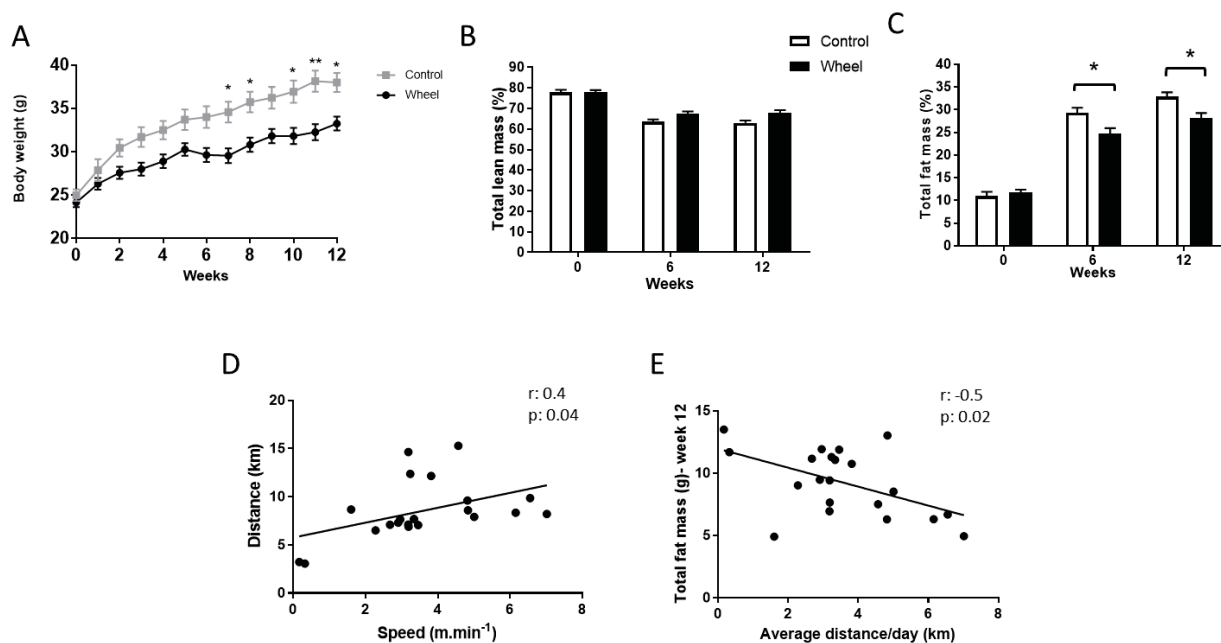 A
Body weight (g)
40
35
30
25
20
* * * ** *
0 2 4 6 8 10 12
Weeks
Control
Wheel
B
Total lean mass (%)
90
80
70
60
50
40
30
20
10
0
0 6 12
Weeks
Control
Wheel
C
Total fat mass (%)
40
35
30
25
20
15
10
5
0
*
*
0 6 12
Weeks
D
r: 0.4
p: 0.04
Distance (km)
20
15
10
5
0
0 2 4 6 8
Speed (m.min⁻¹)
E
r: -0.5
p: 0.02
Total fat mass (g)- week 12
15
10
5
0
0 2 4 6 8
Average distance/day (km)